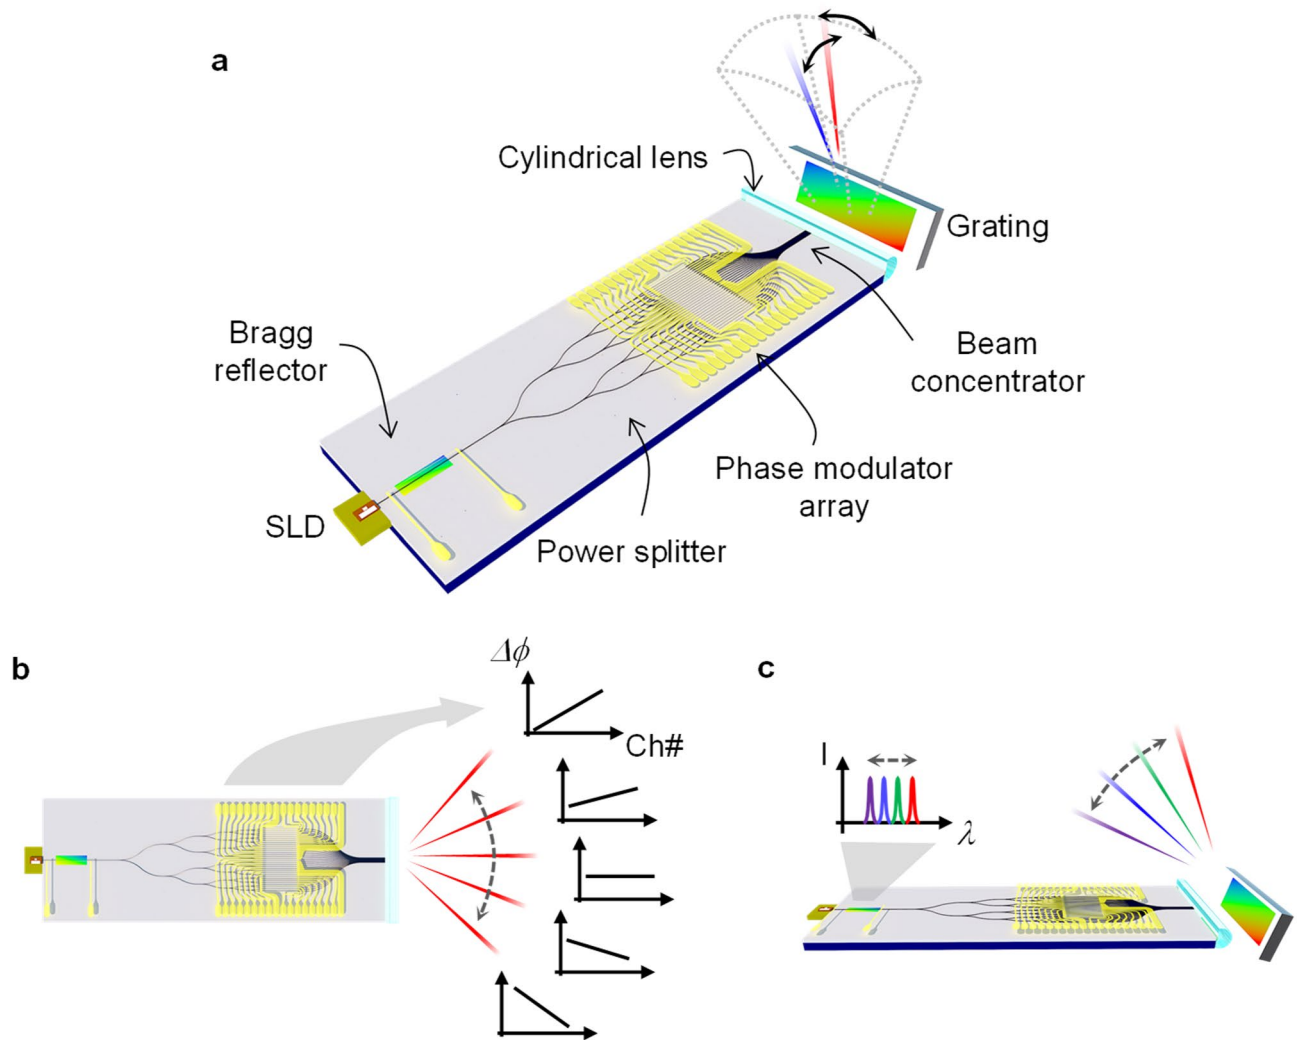 a
Cylindrical lens
Grating
Bragg
reflector
Beam
concentrator
Phase modulator
array
SLD
Power splitter
b
Δϕ
Ch#
c
I
λ